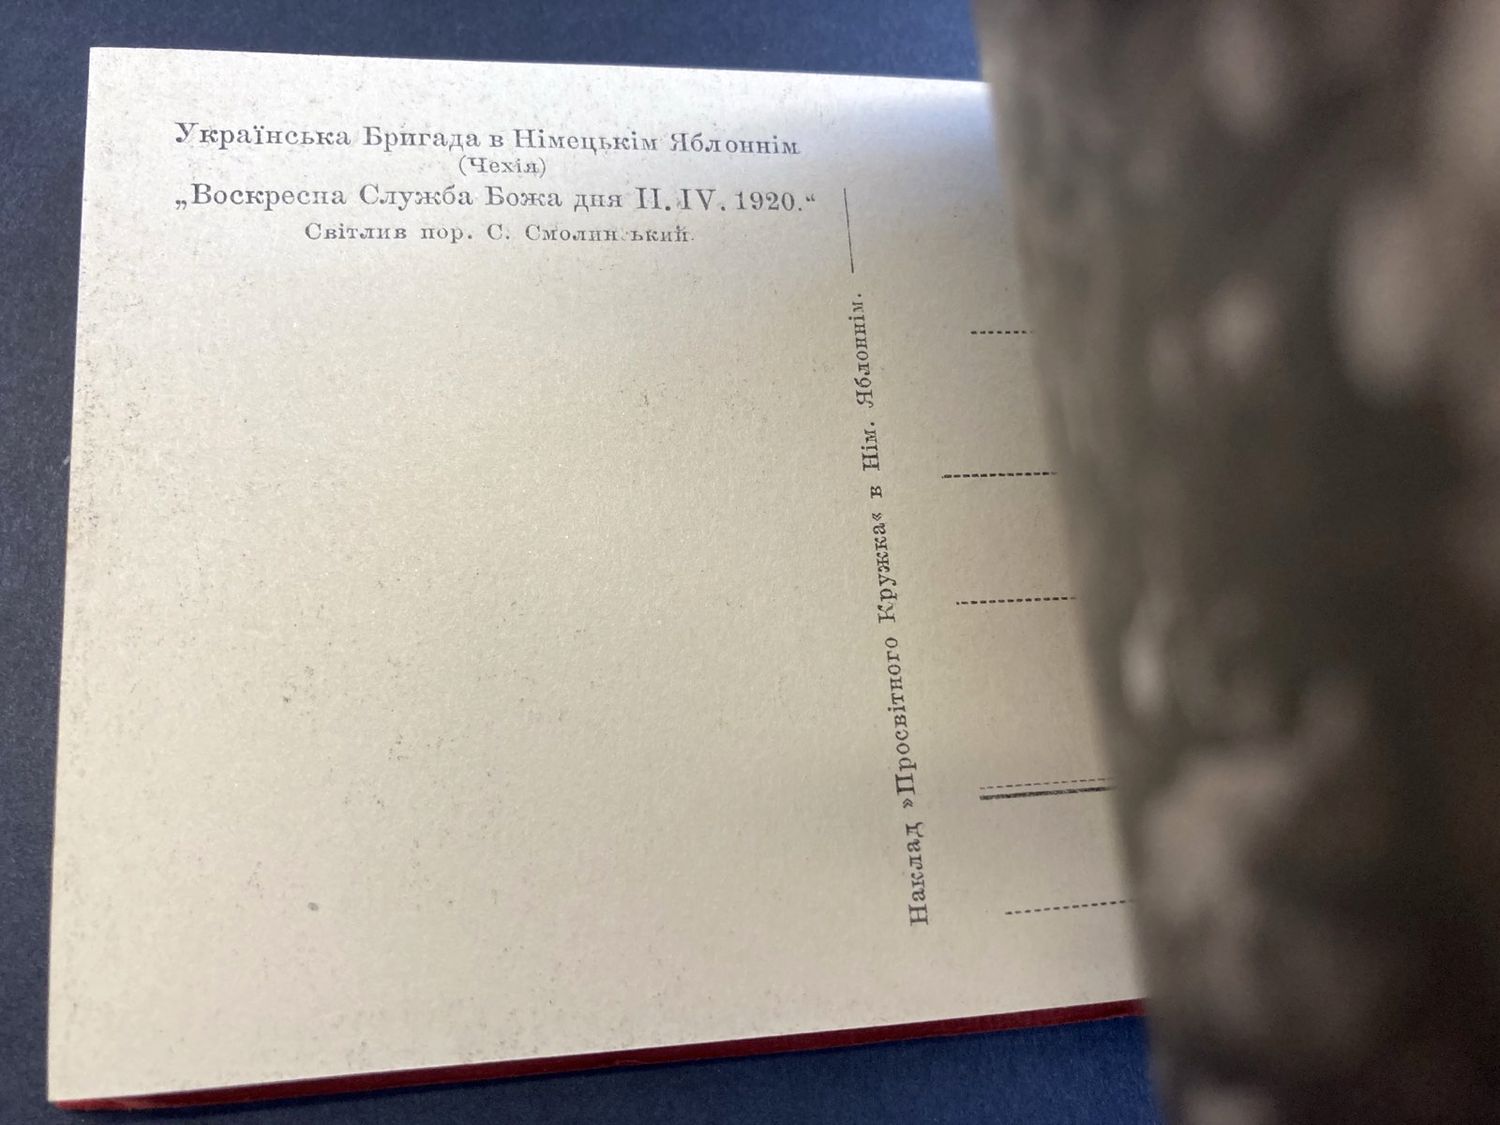 Українська Бригада в Німецькім Яблоннім
(Чехія)
„Воскресна Служба Божа дня II. IV. 1920.“
Світлив пор. С. Смолинський.
Наклад »Просвітного Кружка« в Нім. Яблоннім.